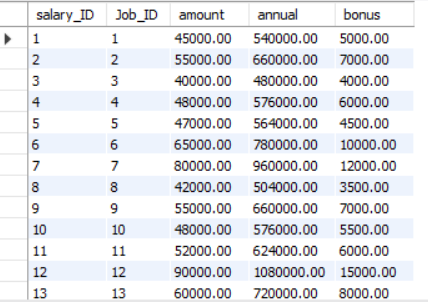 salary_ID Job_ID amount annual bonus
1 1 45000.00 540000.00 5000.00
2 2 55000.00 660000.00 7000.00
3 3 40000.00 480000.00 4000.00
4 4 48000.00 576000.00 6000.00
5 5 47000.00 564000.00 4500.00
6 6 65000.00 780000.00 10000.00
7 7 80000.00 960000.00 12000.00
8 8 42000.00 504000.00 3500.00
9 9 55000.00 660000.00 7000.00
10 10 48000.00 576000.00 5500.00
11 11 52000.00 624000.00 6000.00
12 12 90000.00 1080000.00 15000.00
13 13 60000.00 720000.00 8000.00